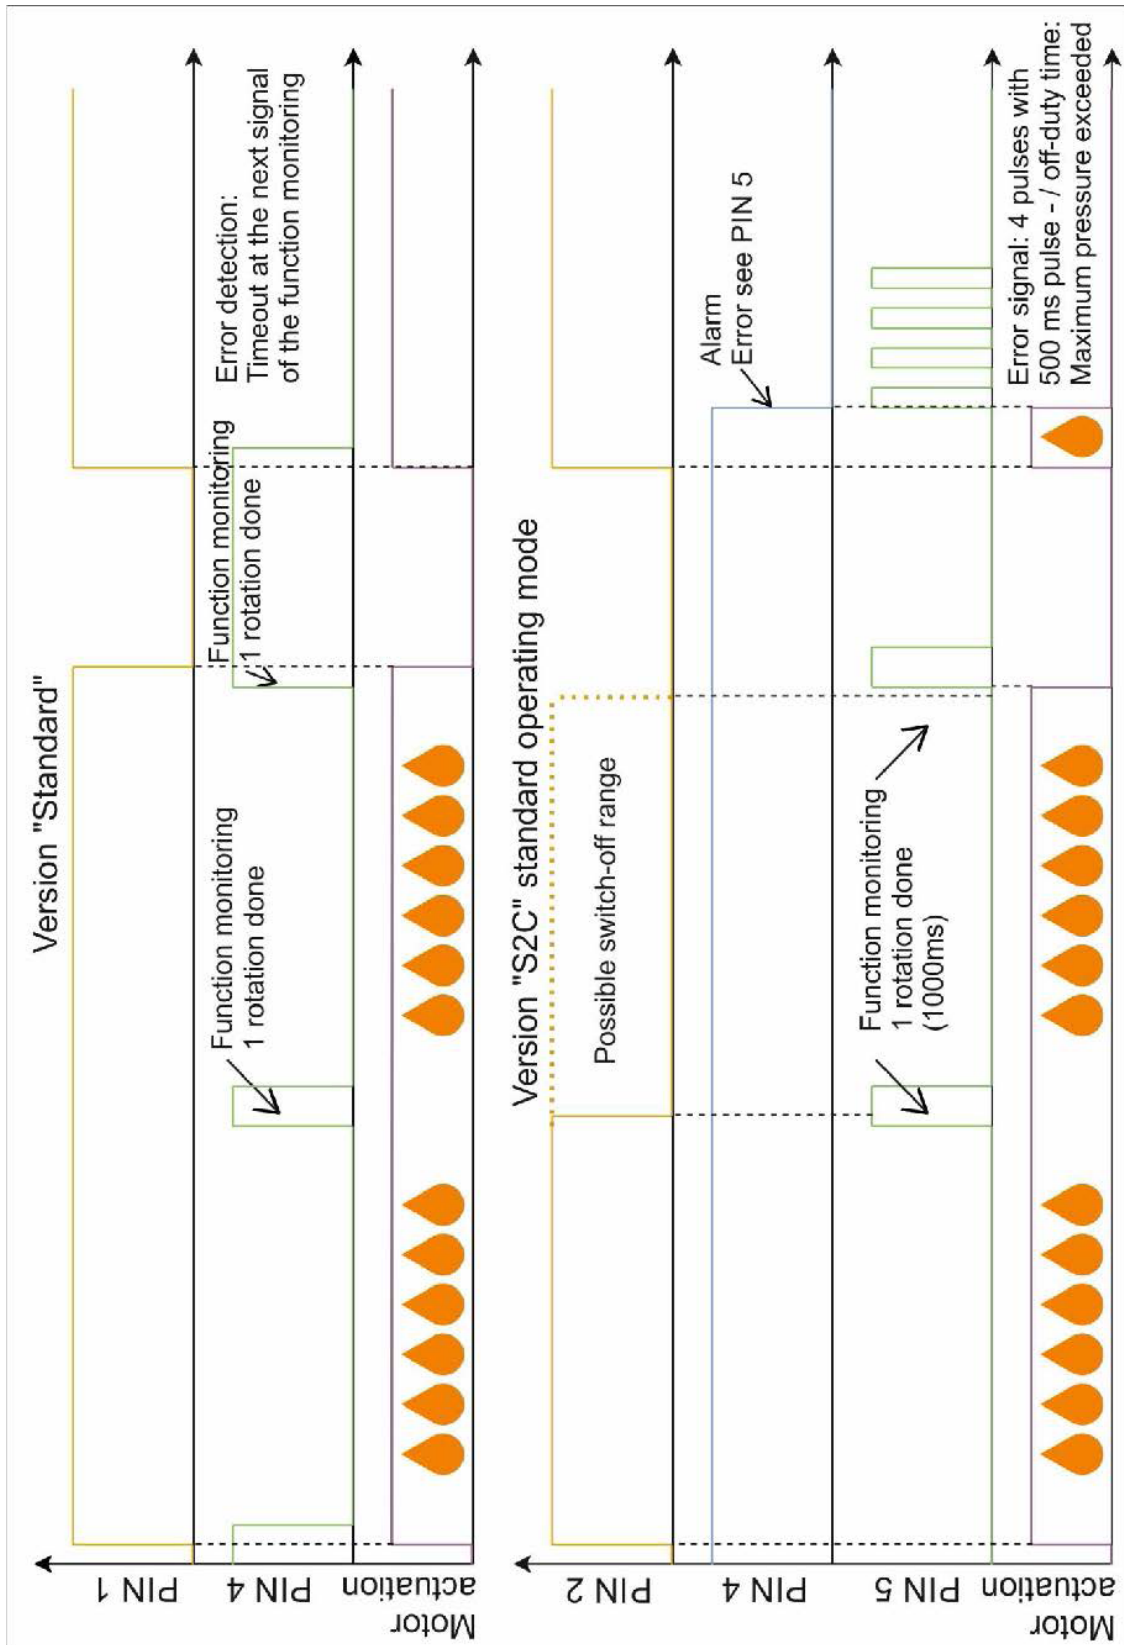 Version "Standard"
PIN 1
PIN 4
Motor
actuation
Function monitoring
1 rotation done
Function monitoring
1 rotation done
Error detection:
Timeout at the next signal
of the function monitoring
Version "S2C" standard operating mode
PIN 2
Possible switch-off range
PIN 4
Alarm
Error see PIN 5
PIN 5
Function monitoring
1 rotation done
(1000ms)
Motor
actuation
Error signal: 4 pulses with
500 ms pulse - / off-duty time:
Maximum pressure exceeded